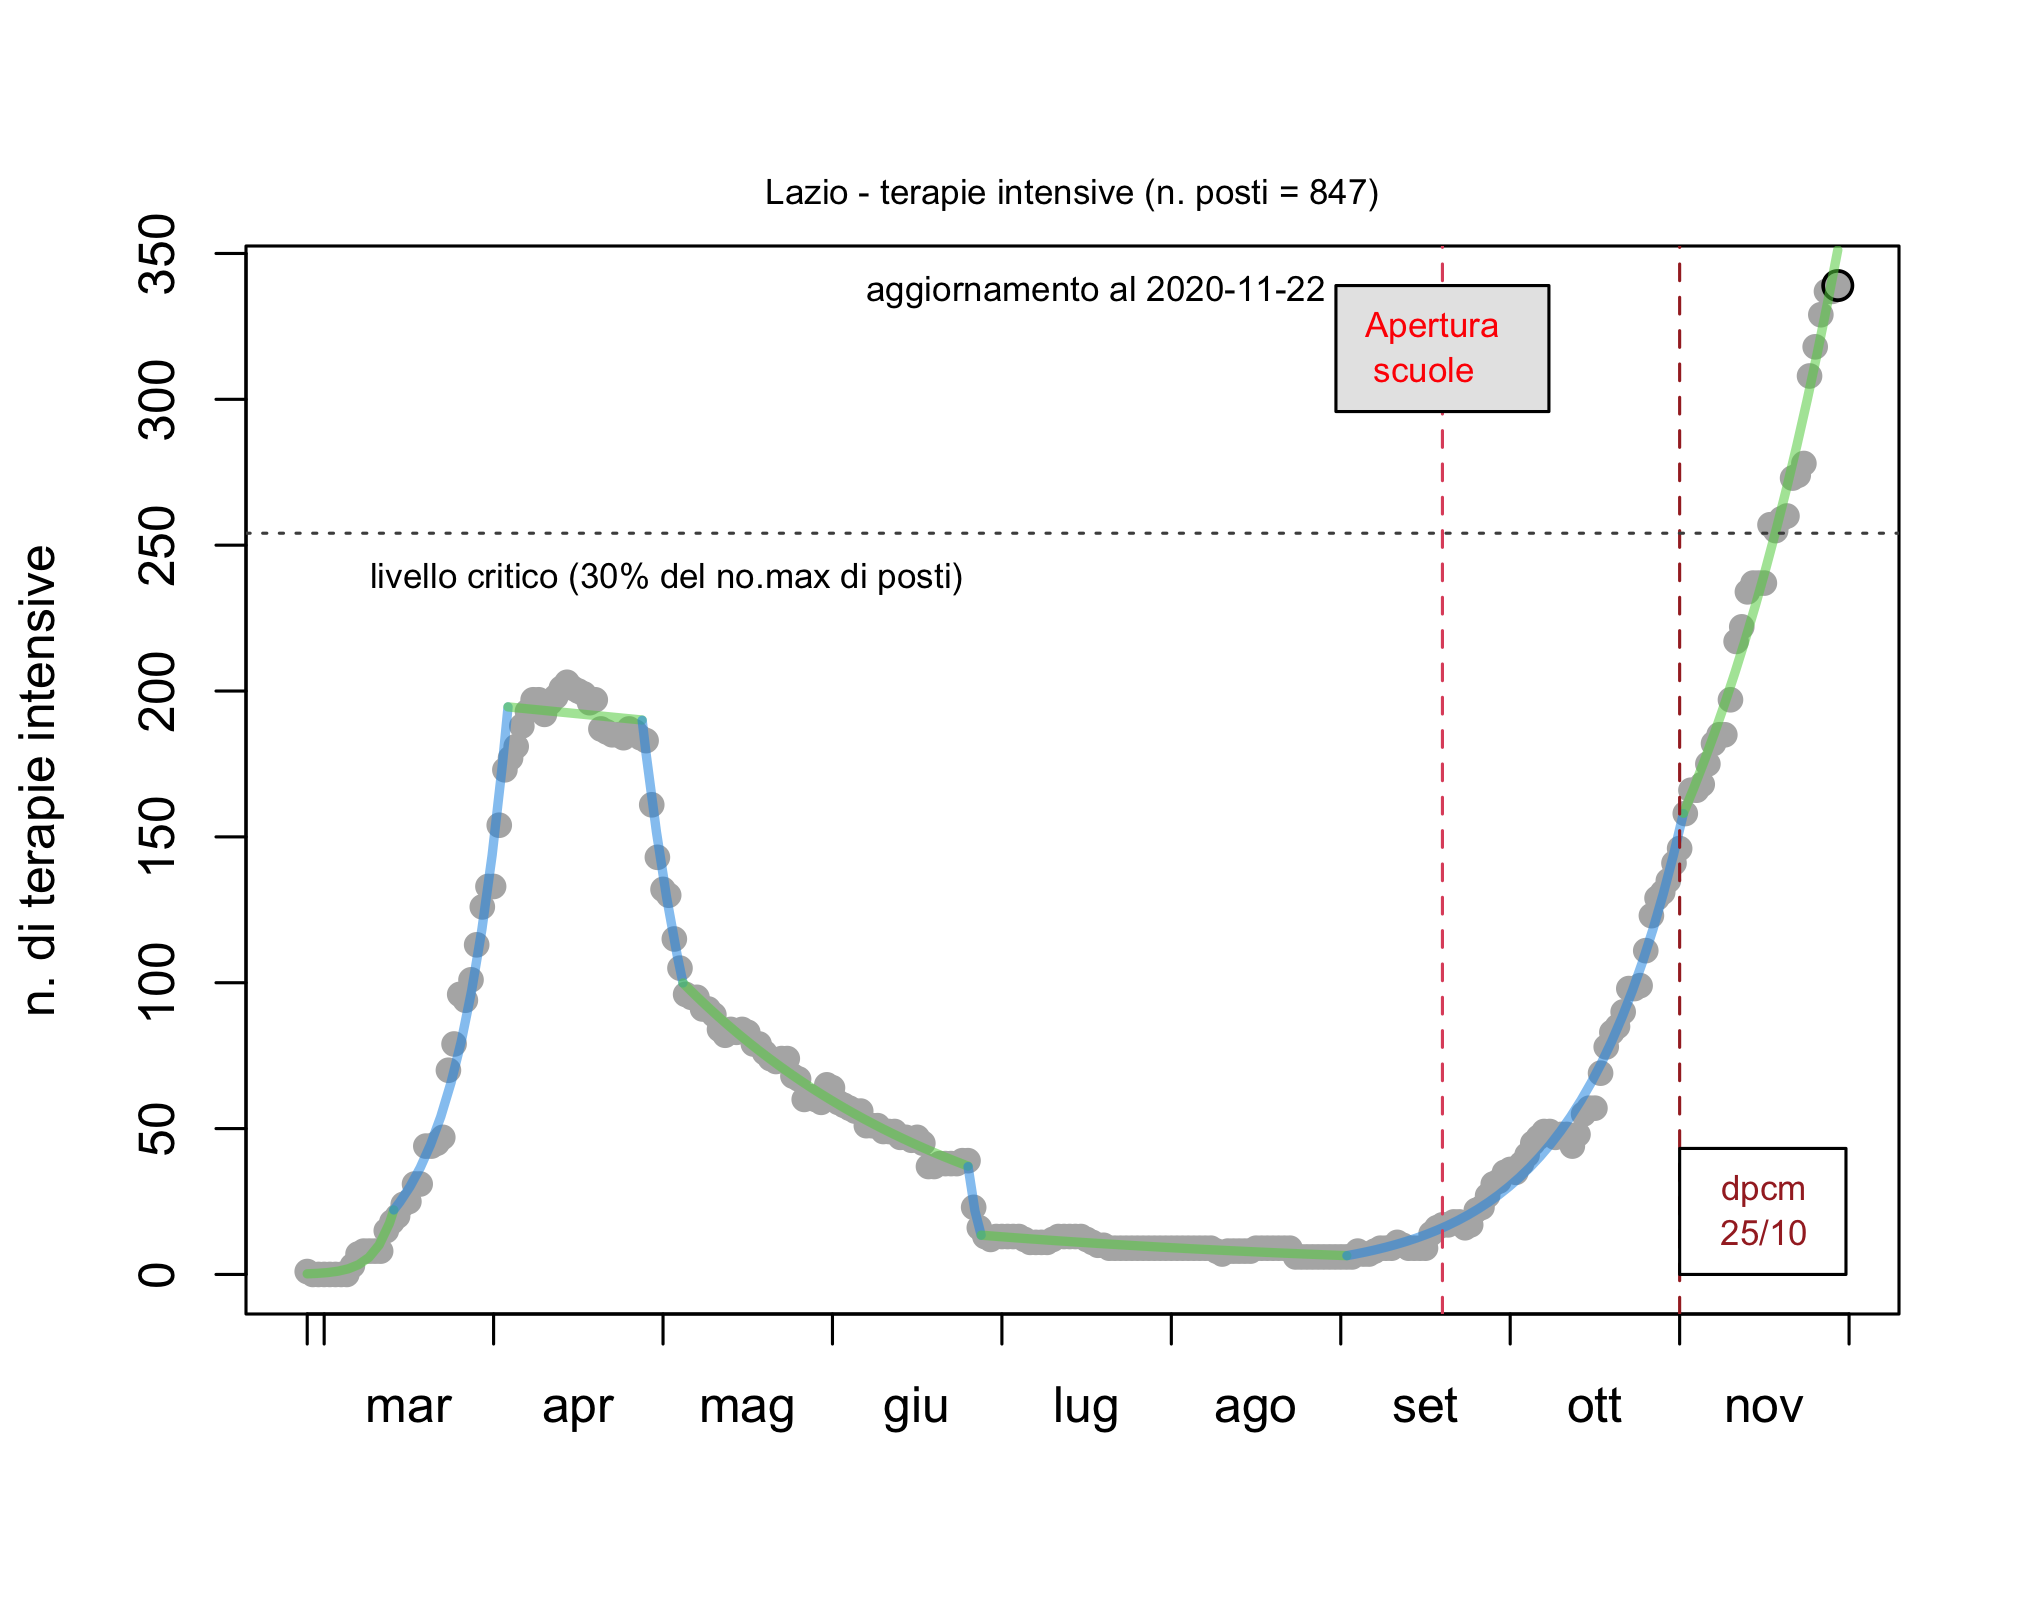 Lazio - terapie intensive (n. posti = 847)
aggiornamento al 2020-11-22
Apertura
scuole
livello critico (30% del no.max di posti)
dpcm
25/10
n. di terapie intensive
350
300
250
200
150
100
50
0
mar apr mag giu lug ago set ott nov